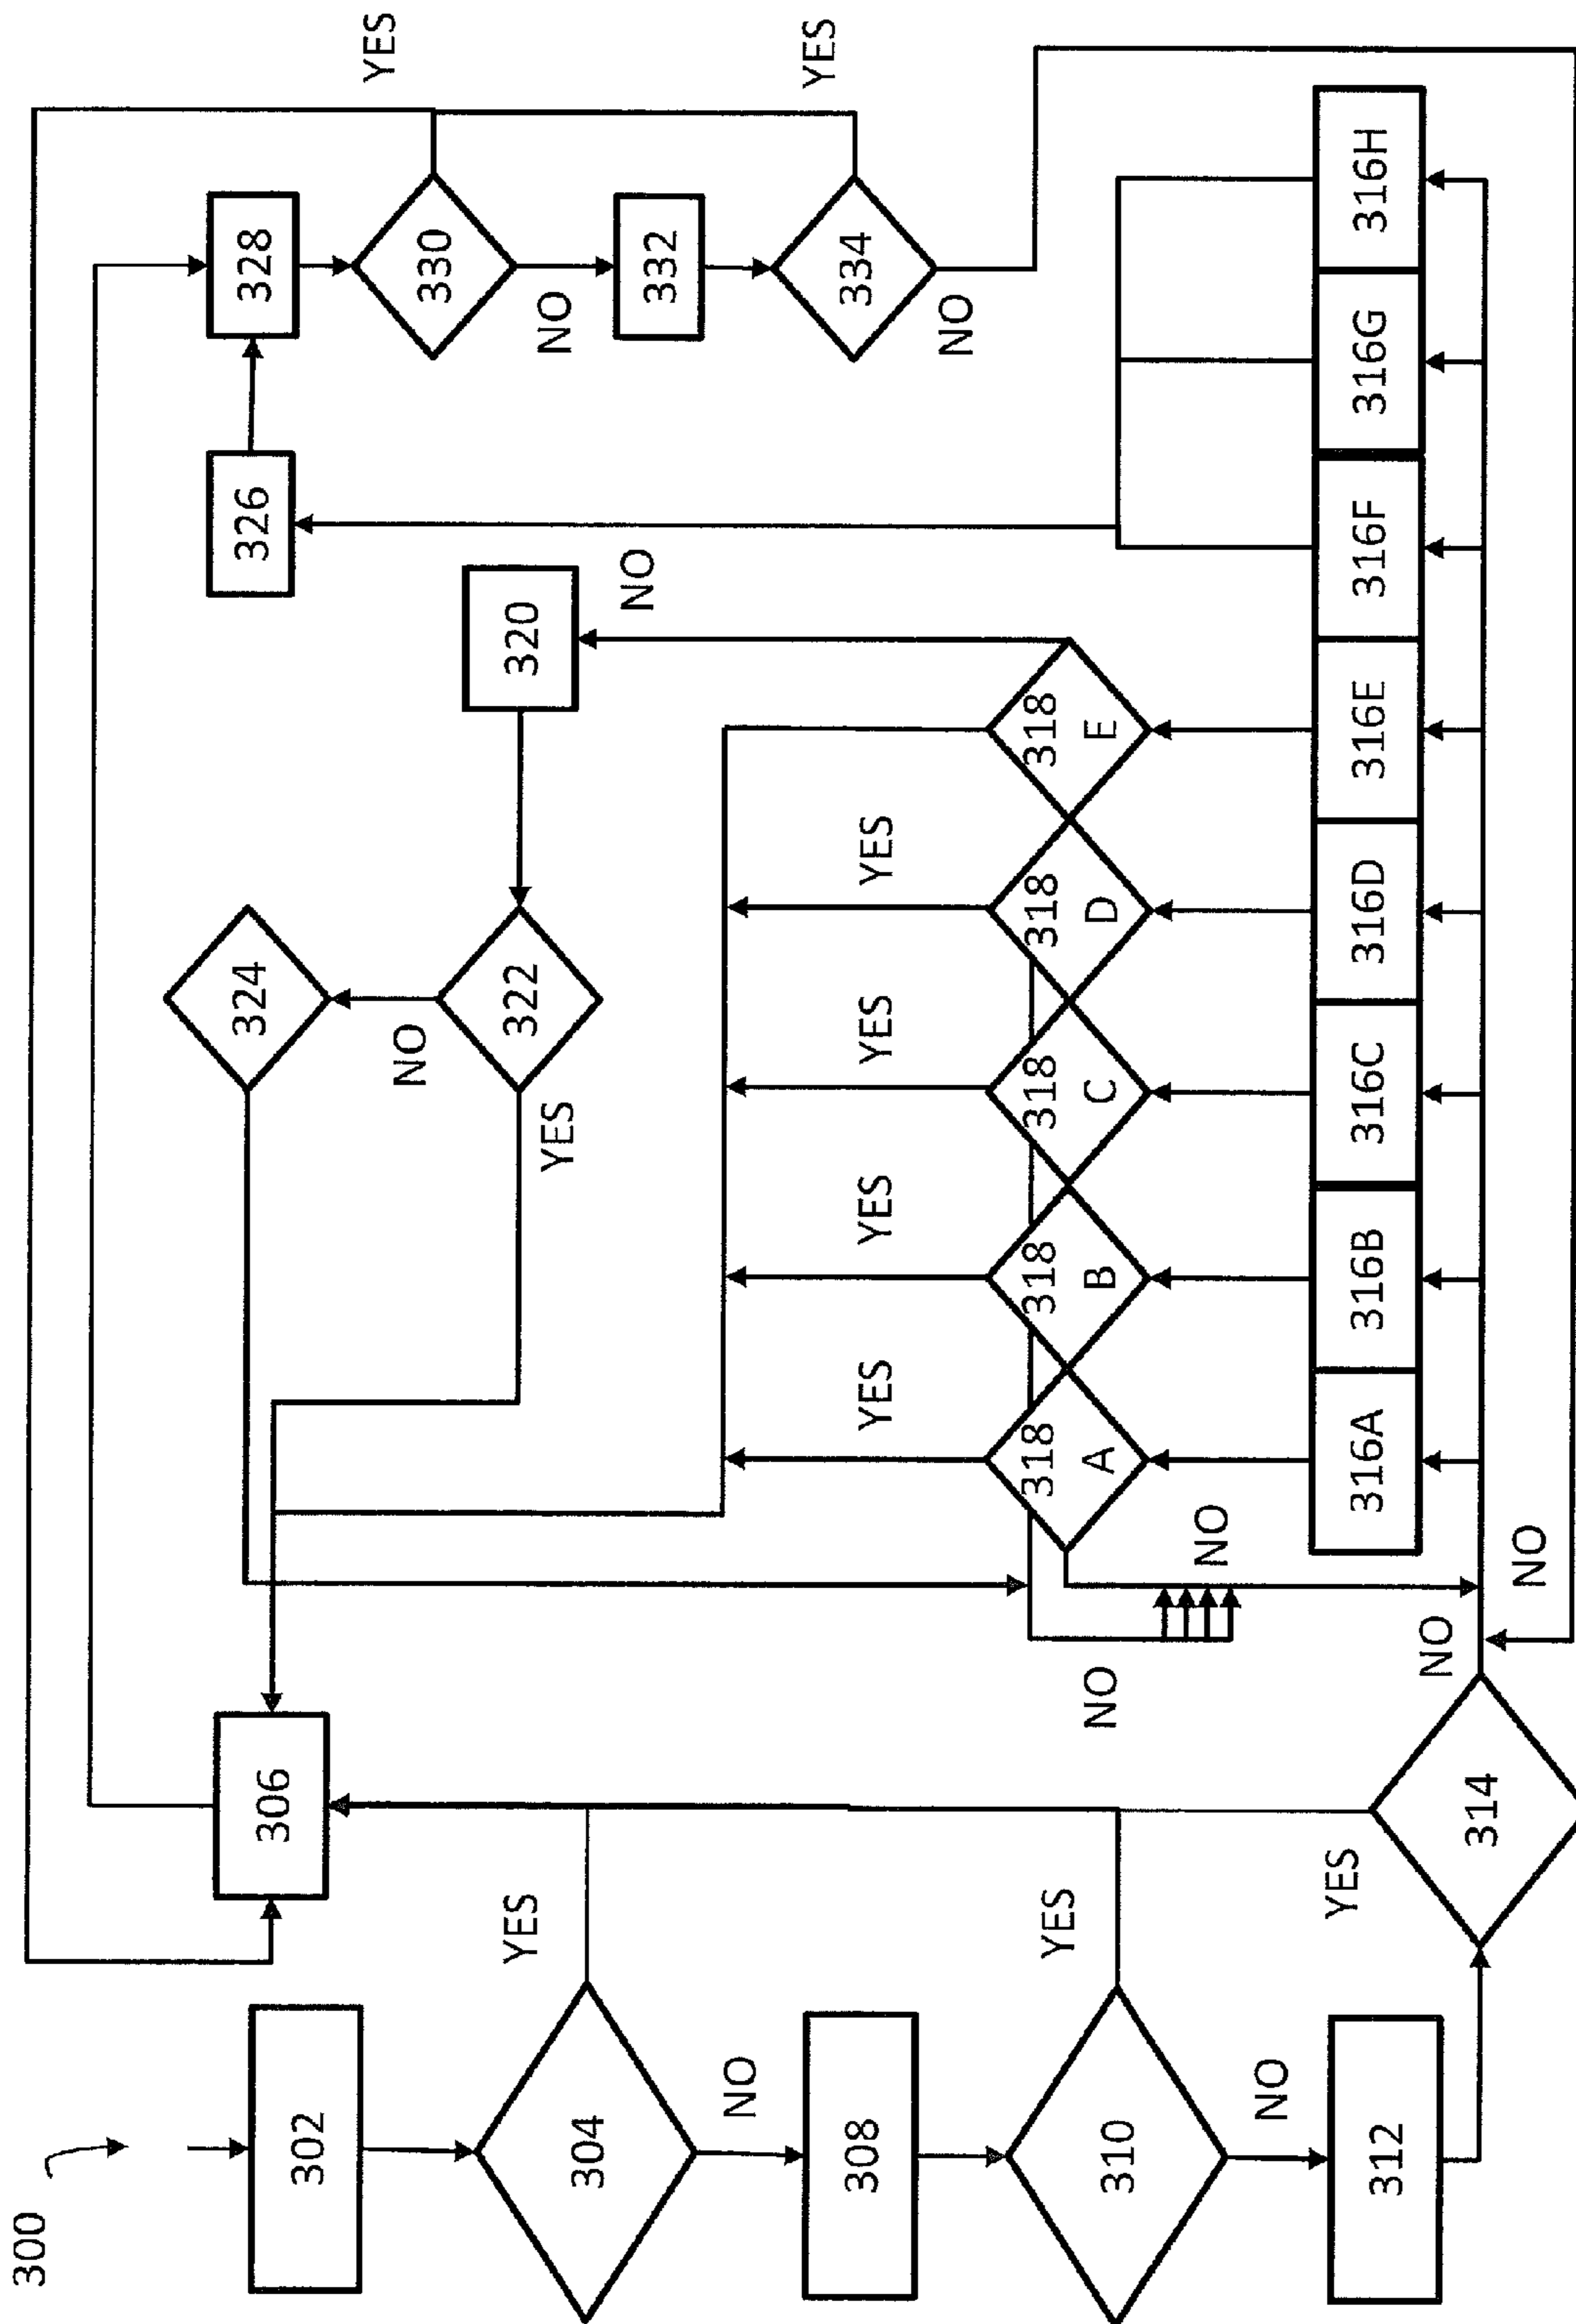 300
302
304
YES
NO
308
310
YES
NO
312
306
314
YES
NO
NO
NO
NO
316A
316B
316C
316D
316E
316F
316G
316H
318
A
318
B
318
C
318
D
318
E
YES
YES
YES
YES
NO
320
322
YES
NO
324
326
328
330
YES
NO
332
334
YES
NO